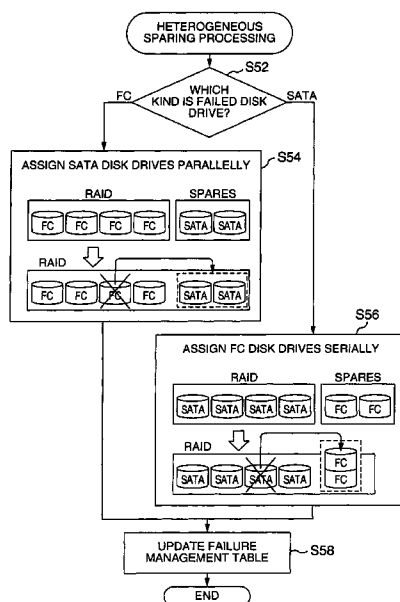 HETEROGENEOUS
SPARING PROCESSING
S52
FC
WHICH
KIND IS FAILED DISK
DRIVE?
SATA
S54
ASSIGN SATA DISK DRIVES PARALLELLY
RAID
SPARES
FC FC FC FC
SATA SATA
RAID
FC FC FC FC
SATA SATA
S56
ASSIGN FC DISK DRIVES SERIALLY
RAID
SPARES
SATA SATA SATA SATA
FC FC
RAID
FC
SATA SATA SATA SATA
FC
UPDATE FAILURE
MANAGEMENT TABLE
S58
END